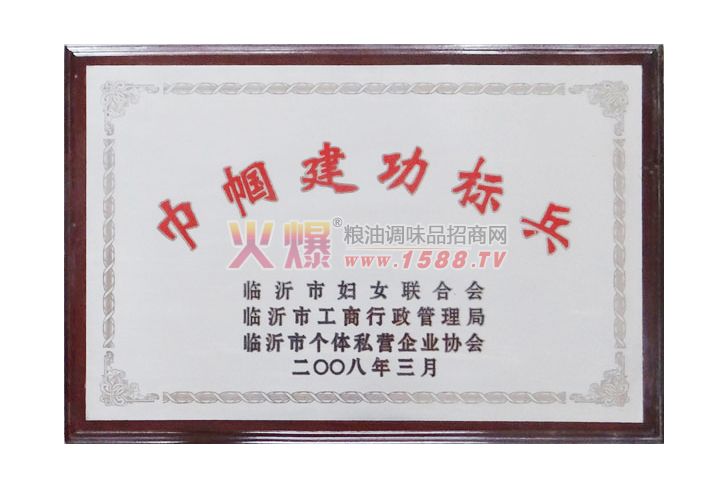 巾帼建功标兵
火爆®粮油调味品招商网
www.1588.TV
临沂市妇女联合会
临沂市工商行政管理局
临沂市个体私营企业协会
二〇〇八年三月